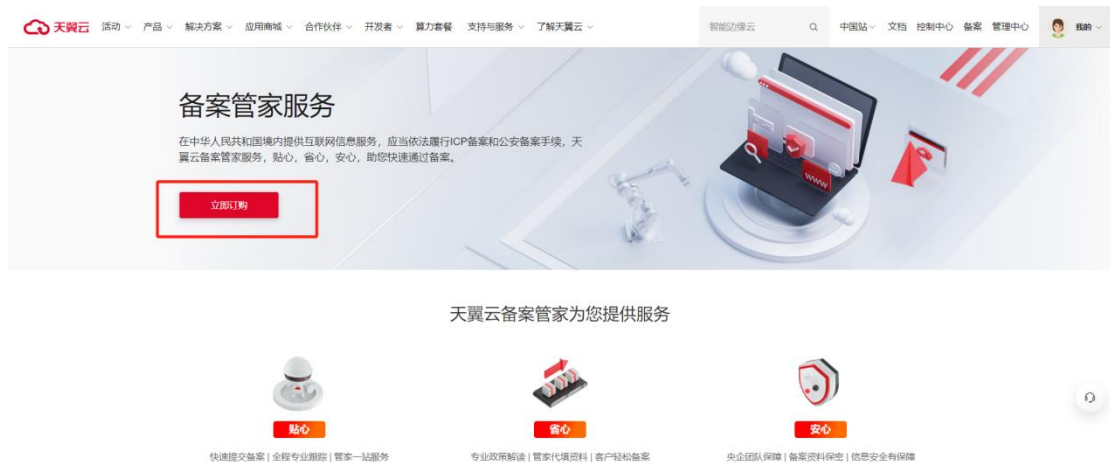 天翼云 活动 产品 解决方案 应用商城 合作伙伴 开发者 算力套餐 支持与服务 了解天翼云 智能边缘云 中国站 文档 控制中心 备案 管理中心 我的
备案管家服务
在中华人民共和国境内提供互联网信息服务，应当依法履行ICP备案和公安备案手续，天
翼云备案管家服务，贴心，省心，安心，助您快速通过备案。
立即订购
WWW
天翼云备案管家为您提供服务
贴心 省心 安心
快速提交备案 | 全程专业跟踪 | 管家一站服务 专业政策解读 | 管家代填资料 | 客户轻松备案 央企团队保障 | 备案资料保密 | 信息安全有保障